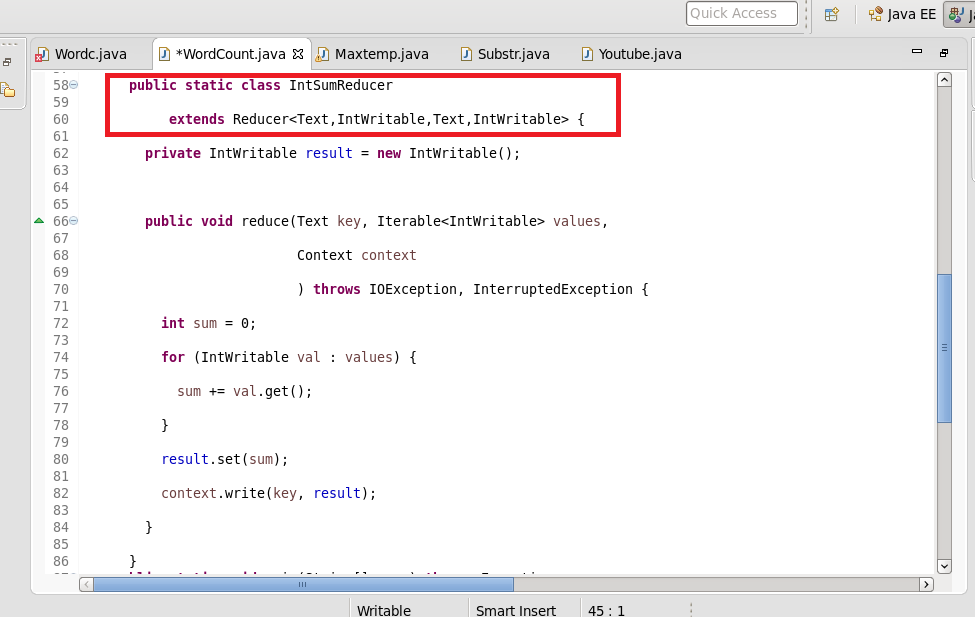 Quick Access
Java EE
Wordc.java *WordCount.java Maxtemp.java Substr.java Youtube.java
58 public static class IntSumReducer
59
60 extends Reducer<Text,IntWritable,Text,IntWritable> {
61
62 private IntWritable result = new IntWritable();
63
64
65
66 public void reduce(Text key, Iterable<IntWritable> values,
67
68 Context context
69
70 ) throws IOException, InterruptedException {
71
72 int sum = 0;
73
74 for (IntWritable val : values) {
75
76 sum += val.get();
77
78 }
79
80 result.set(sum);
81
82 context.write(key, result);
83
84 }
85
86 }
Writable Smart Insert 45 : 1